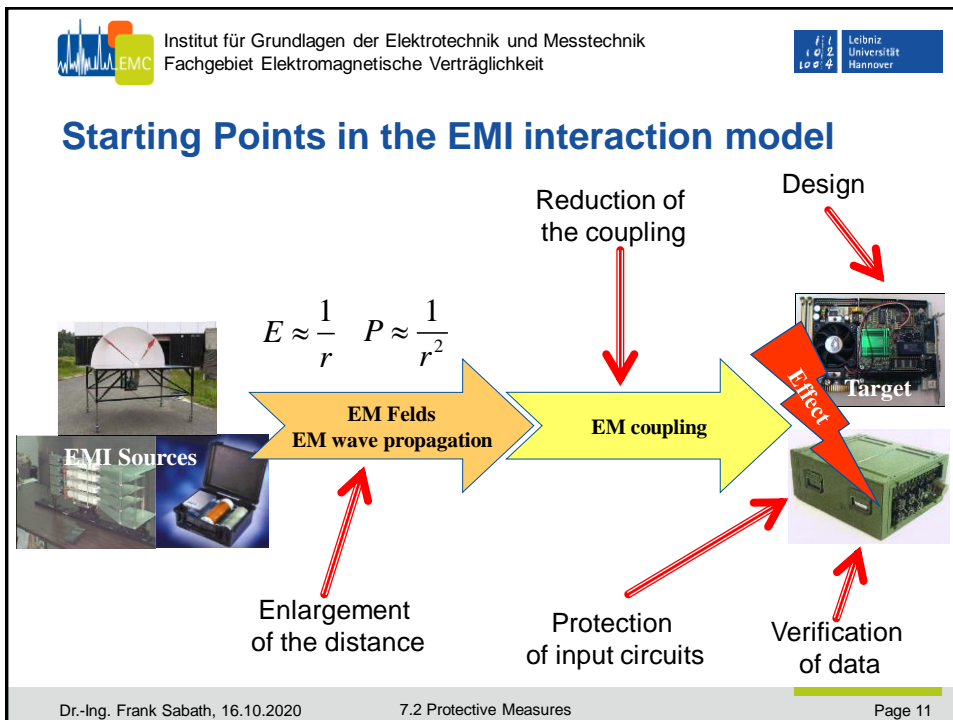 EMC
Institut für Grundlagen der Elektrotechnik und Messtechnik
Fachgebiet Elektromagnetische Verträglichkeit
Leibniz
Universität
Hannover
Starting Points in the EMI interaction model
Design
Reduction of
the coupling
E ≈ 1/r P ≈ 1/r²
EM Felds
EM wave propagation
EM coupling
Effect
Target
EMI Sources
Enlargement
of the distance
Protection
of input circuits
Verification
of data
Dr.-Ing. Frank Sabath, 16.10.2020 7.2 Protective Measures Page 11